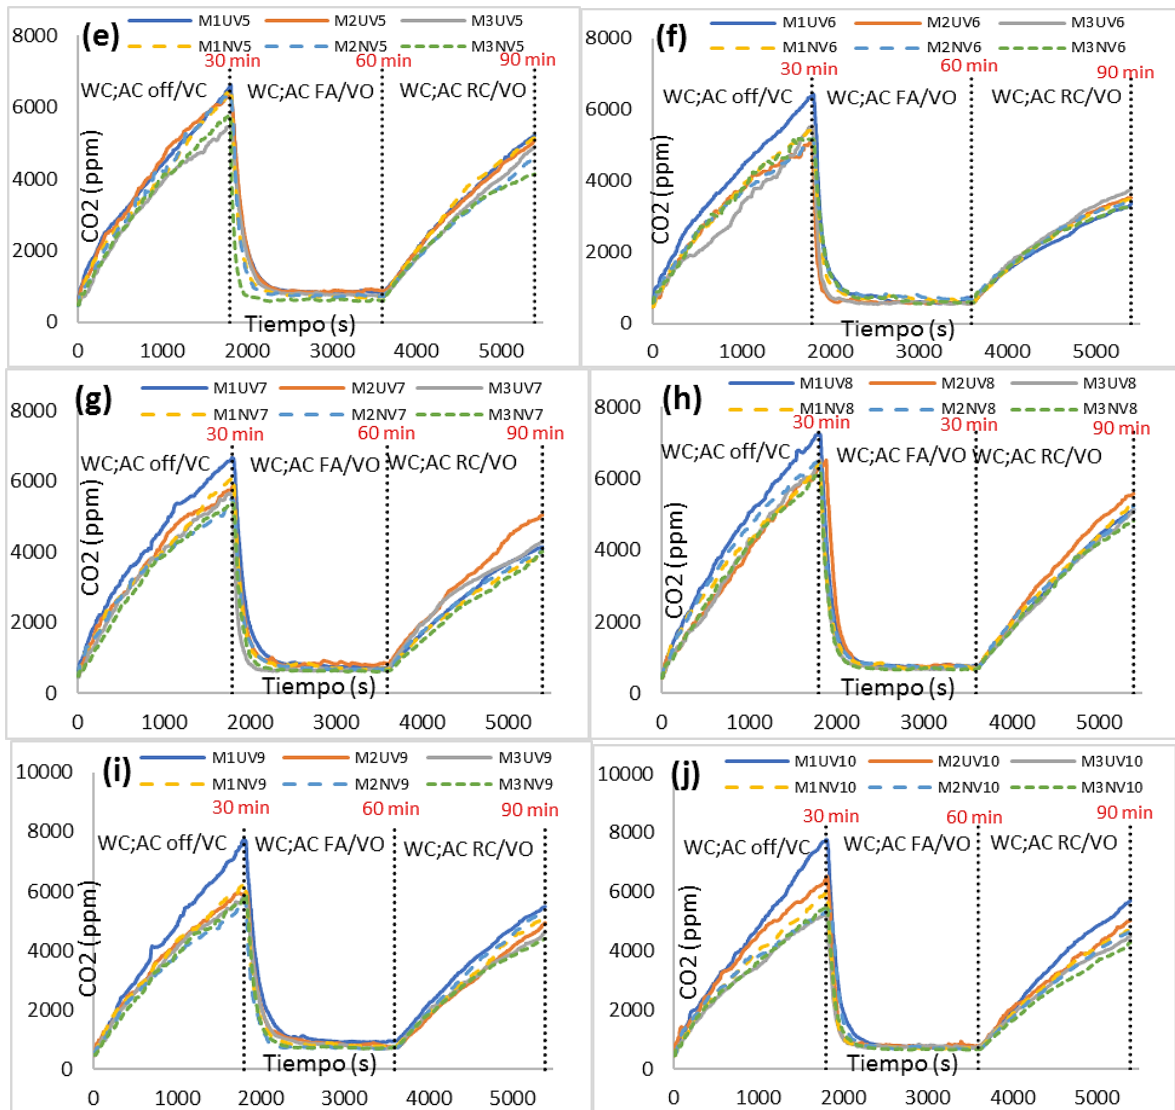 (e)
M1UV5 M2UV5 M3UV5
M1NV5 M2NV5 M3NV5
30 min 60 min 90 min
WC;AC off/VC WC;AC FA/VO WC;AC RC/VO
CO2 (ppm)
8000
6000
4000
2000
0
Tiempo (s)
0 1000 2000 3000 4000 5000
(f)
M1UV6 M2UV6 M3UV6
M1NV6 M2NV6 M3NV6
30 min 60 min 90 min
WC;AC off/VC WC;AC FA/VO WC;AC RC/VO
CO2 (ppm)
8000
6000
4000
2000
0
Tiempo (s)
0 1000 2000 3000 4000 5000
(g)
M1UV7 M2UV7 M3UV7
M1NV7 M2NV7 M3NV7
30 min 60 min 90 min
WC;AC off/VC WC;AC FA/VO WC;AC RC/VO
CO2 (ppm)
8000
6000
4000
2000
0
Tiempo (s)
0 1000 2000 3000 4000 5000
(h)
M1UV8 M2UV8 M3UV8
M1NV8 M2NV8 M3NV8
30 min 30 min 90 min
WC;AC off/VC WC;AC FA/VO WC;AC RC/VO
CO2 (ppm)
8000
6000
4000
2000
0
Tiempo (s)
0 1000 2000 3000 4000 5000
(i)
M1UV9 M2UV9 M3UV9
M1NV9 M2NV9 M3NV9
30 min 60 min 90 min
WC;AC off/VC WC;AC FA/VO WC;AC RC/VO
CO2 (ppm)
10000
8000
6000
4000
2000
0
Tiempo (s)
0 1000 2000 3000 4000 5000
(j)
M1UV10 M2UV10 M3UV10
M1NV10 M2NV10 M3NV10
30 min 60 min 90 min
WC;AC off/VC WC;AC FA/VO WC;AC RC/VO
CO2 (ppm)
10000
8000
6000
4000
2000
0
Tiempo (s)
0 1000 2000 3000 4000 5000